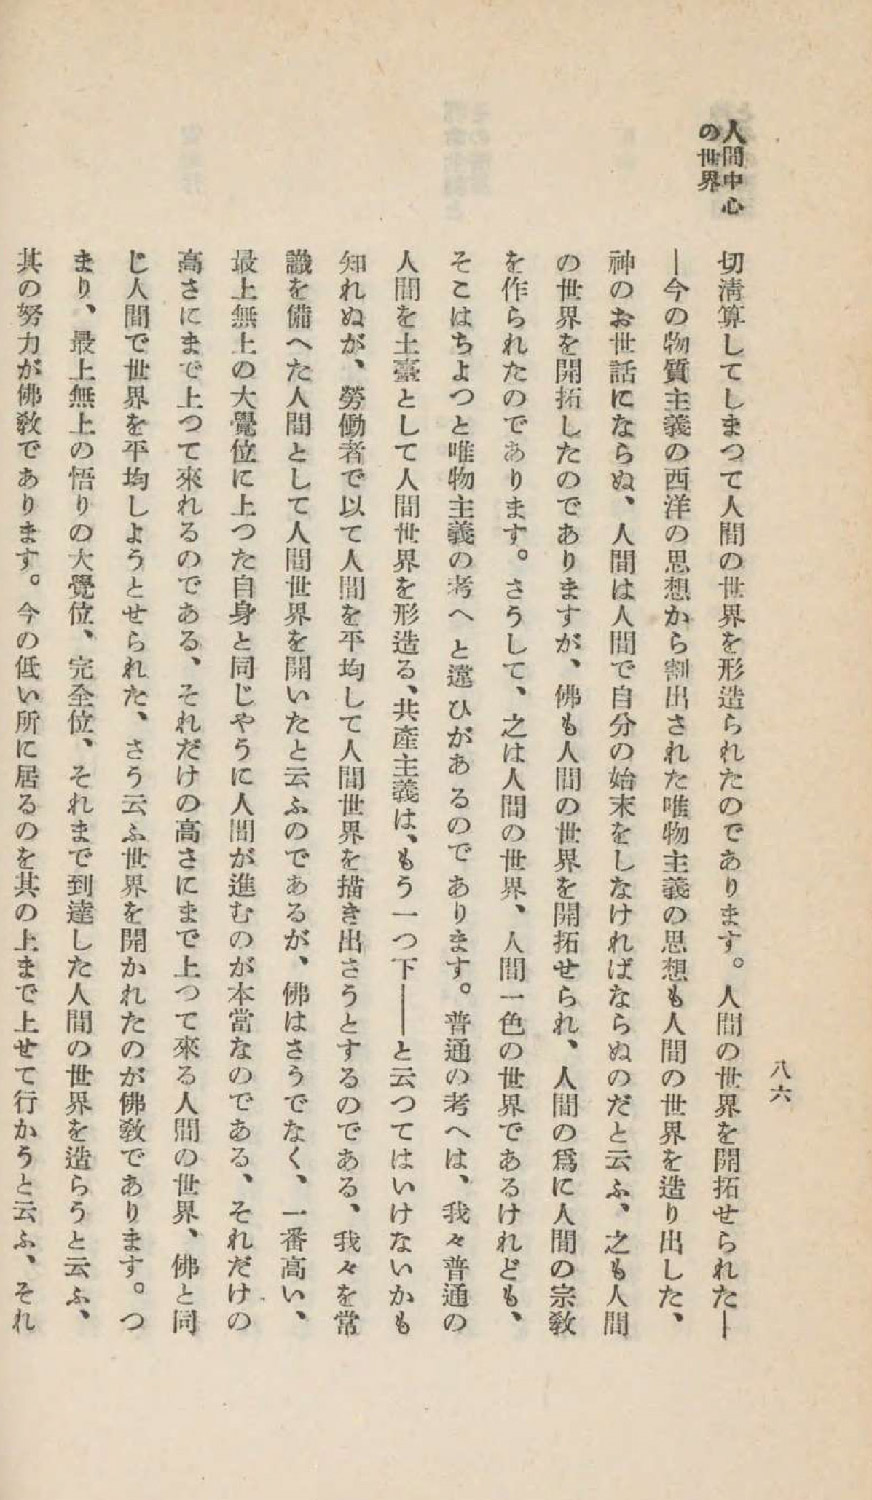 八六
人間中心
の世界
切淸算してしまつて人間の世界を形造られたのであります。人間の世界を開拓せられた―
―今の物質主義の西洋の思想から割出された唯物主義の思想も人間の世界を造り出した、
神のお世話にならぬ、人間は人間で自分の始末をしなければならぬのだと云ふ、之も人間
の世界を開拓したのでありますが、佛も人間の世界を開拓せられ、人間の爲に人間の宗敎
を作られたのであります。さうして、之は人間の世界、人間一色の世界であるけれども、
そこはちよつと唯物主義の考へと遠ひがあるのであります。普通の考へは、我々普通の
人間を土臺として人間世界を形造る、共產主義は、もう一つ下――と云つてはいけないかも
知れぬが、勞働者で以て人間を平均して人間世界を描き出さうとするのである、我々を常
識を備へた人間として人間世界を開いたと云ふのであるが、佛はさうでなく、一番高い、
最上無上の大覺位に上つた自身と同じやうに人間が進むのが本當なのである、それだけの
高さにまで上つて來れるのである、それだけの高さにまで上つて來る人間の世界、佛と同
じ人間で世界を平均しようとせられた、さう云ふ世界を開かれたのが佛敎であります。つ
まり、最上無上の悟りの大覺位、完全位、それまで到達した人間の世界を造らうと云ふ、
其の努力が佛敎であります。今の低い所に居るのを其の上まで上せて行かうと云ふ、それ